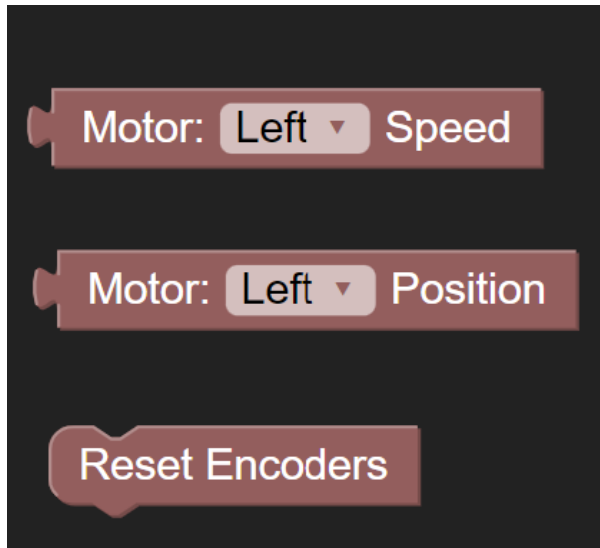 Motor: Left Speed
Motor: Left Position
Reset Encoders